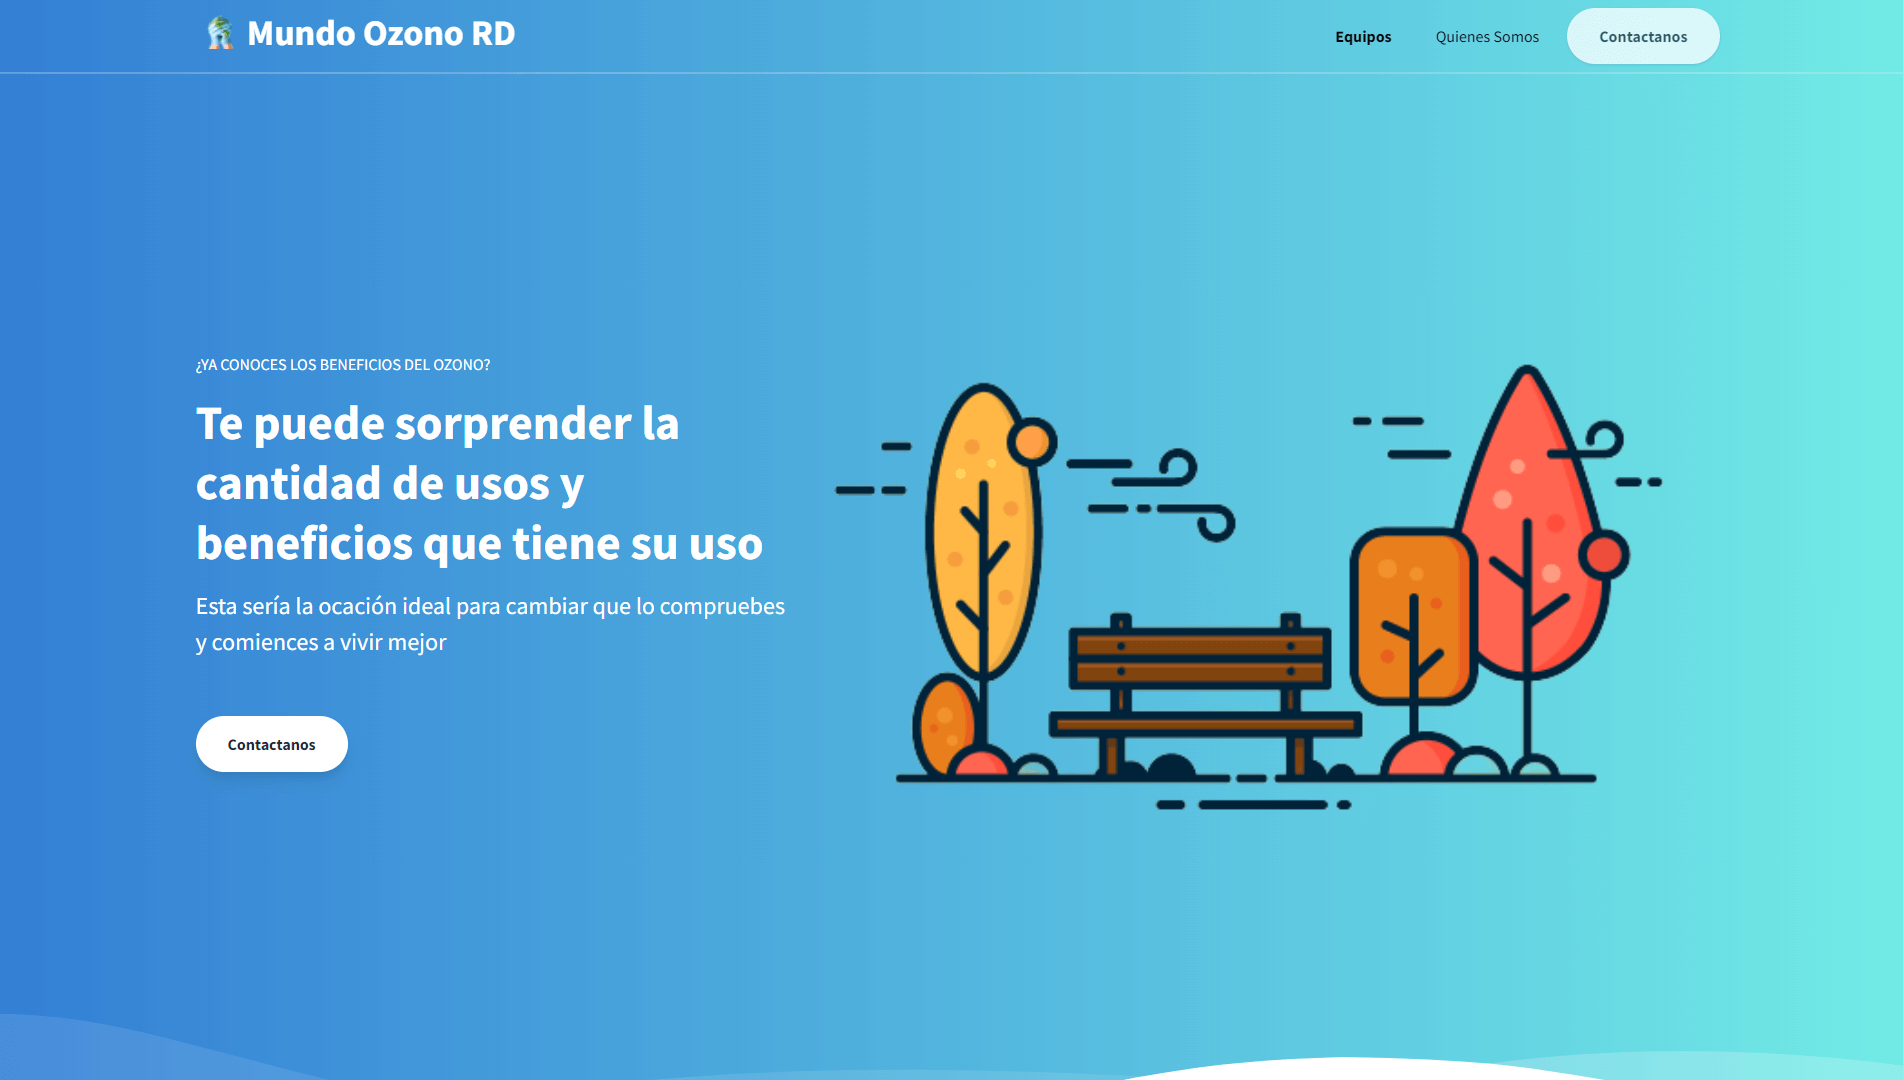 Mundo Ozono RD
Equipos
Quienes Somos
Contactanos
¿YA CONOCES LOS BENEFICIOS DEL OZONO?
Te puede sorprender la
cantidad de usos y
beneficios que tiene su uso
Esta sería la ocación ideal para cambiar que lo compruebes
y comiences a vivir mejor
Contactanos